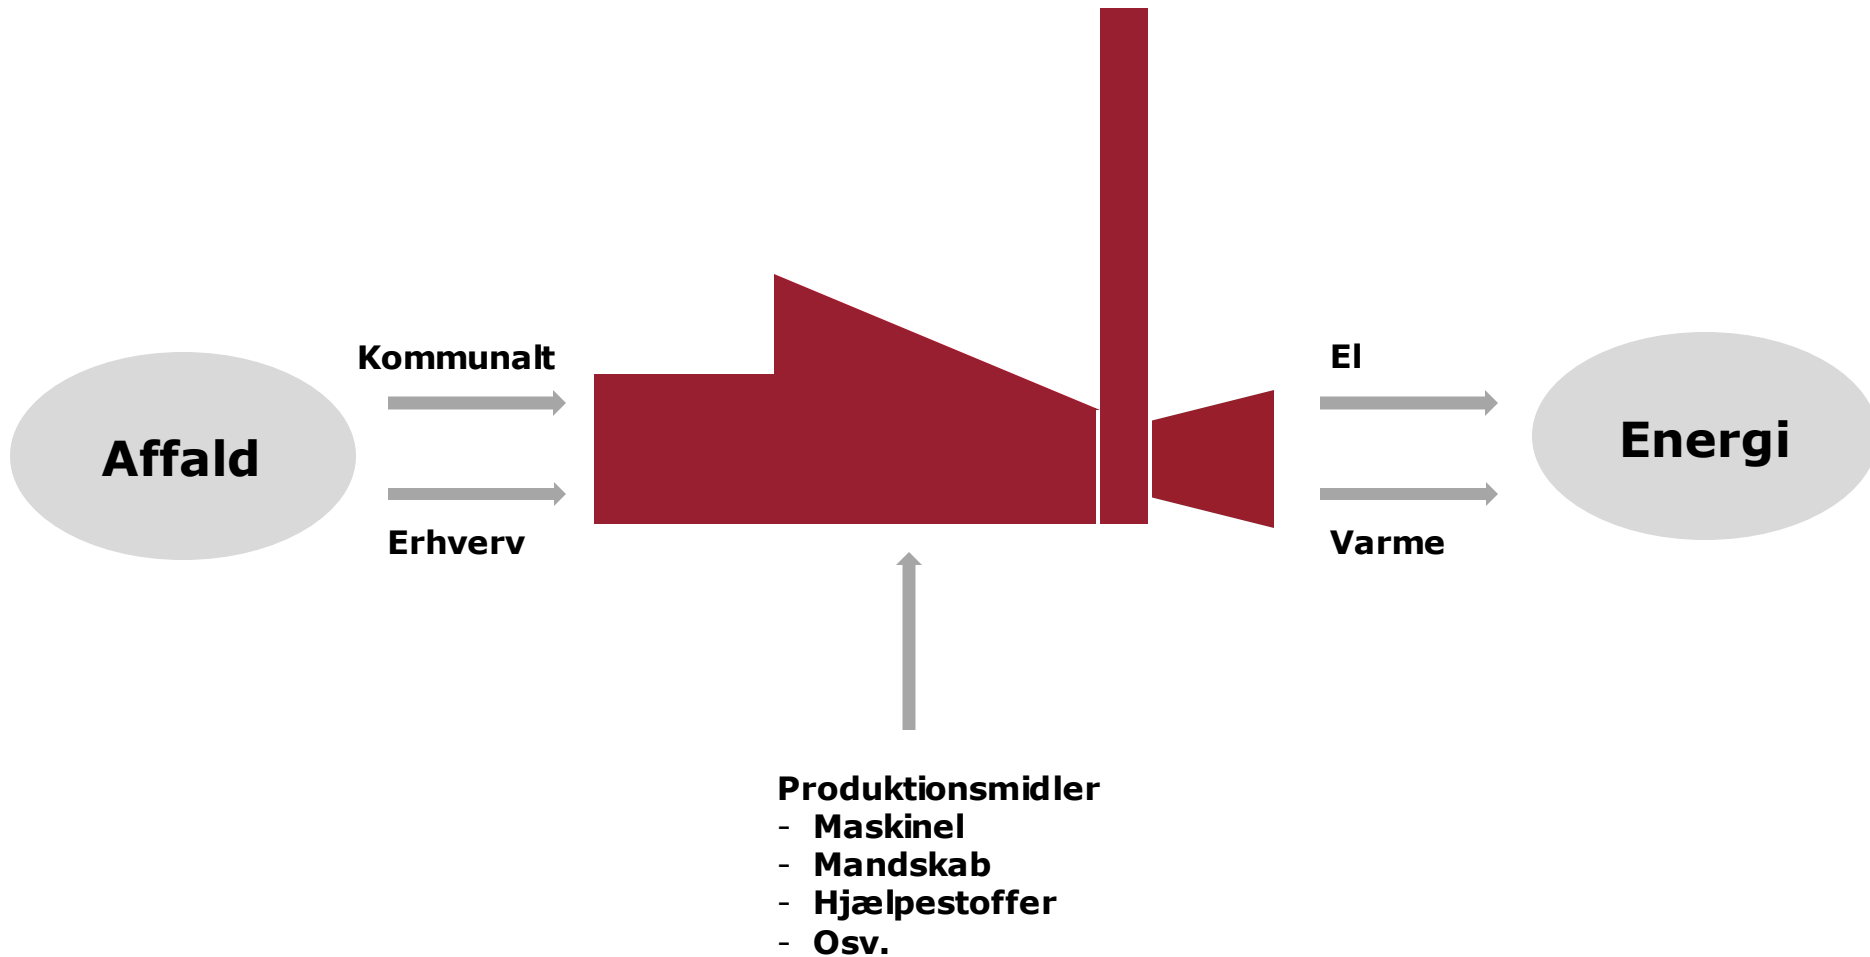 Kommunalt
Affald
Erhverv
El
Varme
Energi
Produktionsmidler
- Maskinel
- Mandskab
- Hjælpestoffer
- Osv.